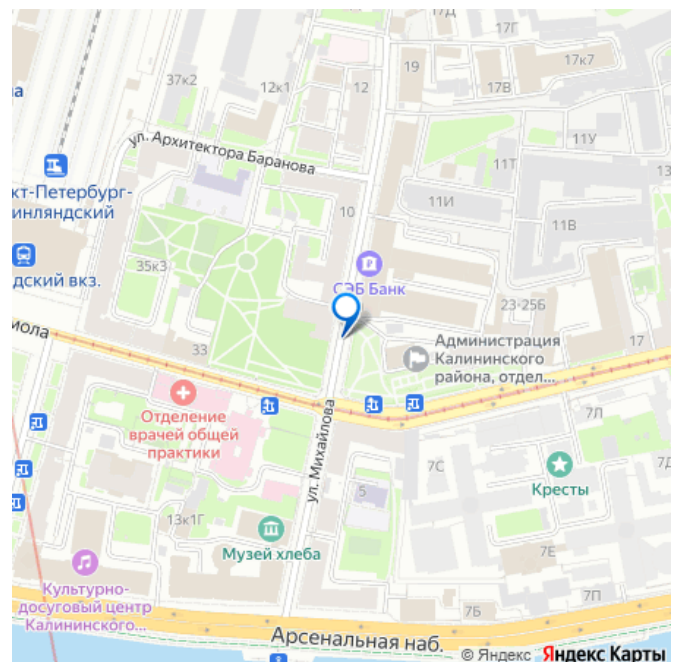 17Д
17Г
19
17к7
37к2
12к1
12
17В
а
ул. Архитектора Баранова
11У
11Т
13
кт-Петербург-
инляндский
10
11И
11В
дский вкз.
35к3
СЭБ Банк
23-25б
иола
33
Администрация
Калининского
района, отдел...
17
Отделение
врачей общей
практики
ул. Михайлова
7Л
7С
Кресты
7Д
5
13к1Г
Музей хлеба
7Е
Культурно-
досуговый центр
Калининского...
7Б
7П
Арсенальная наб.
© Яндекс Яндекс Карты